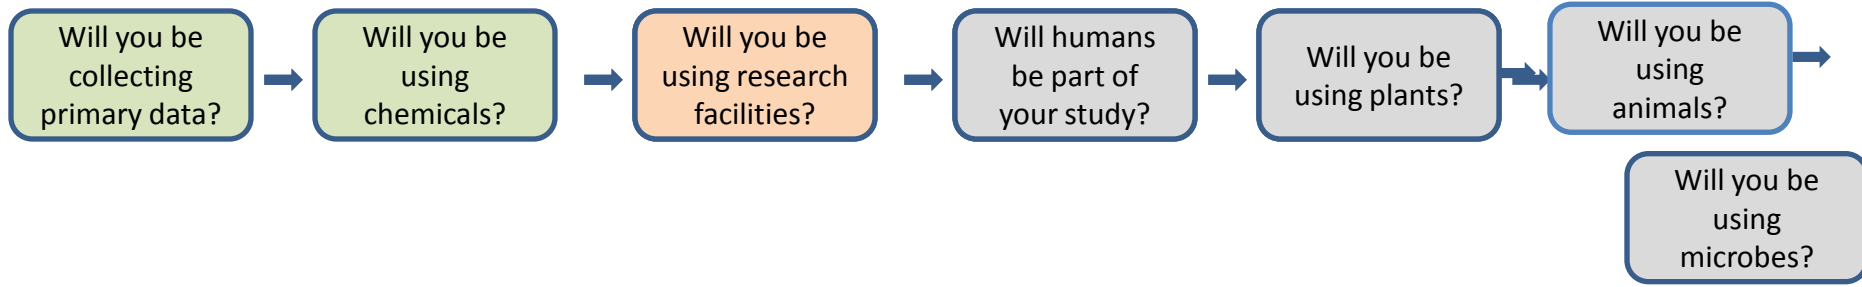 Will you be
collecting
primary data?
Will you be
using
chemicals?
Will you be
using research
facilities?
Will humans
be part of
your study?
Will you be
using plants?
Will you be
using
animals?
Will you be
using
microbes?